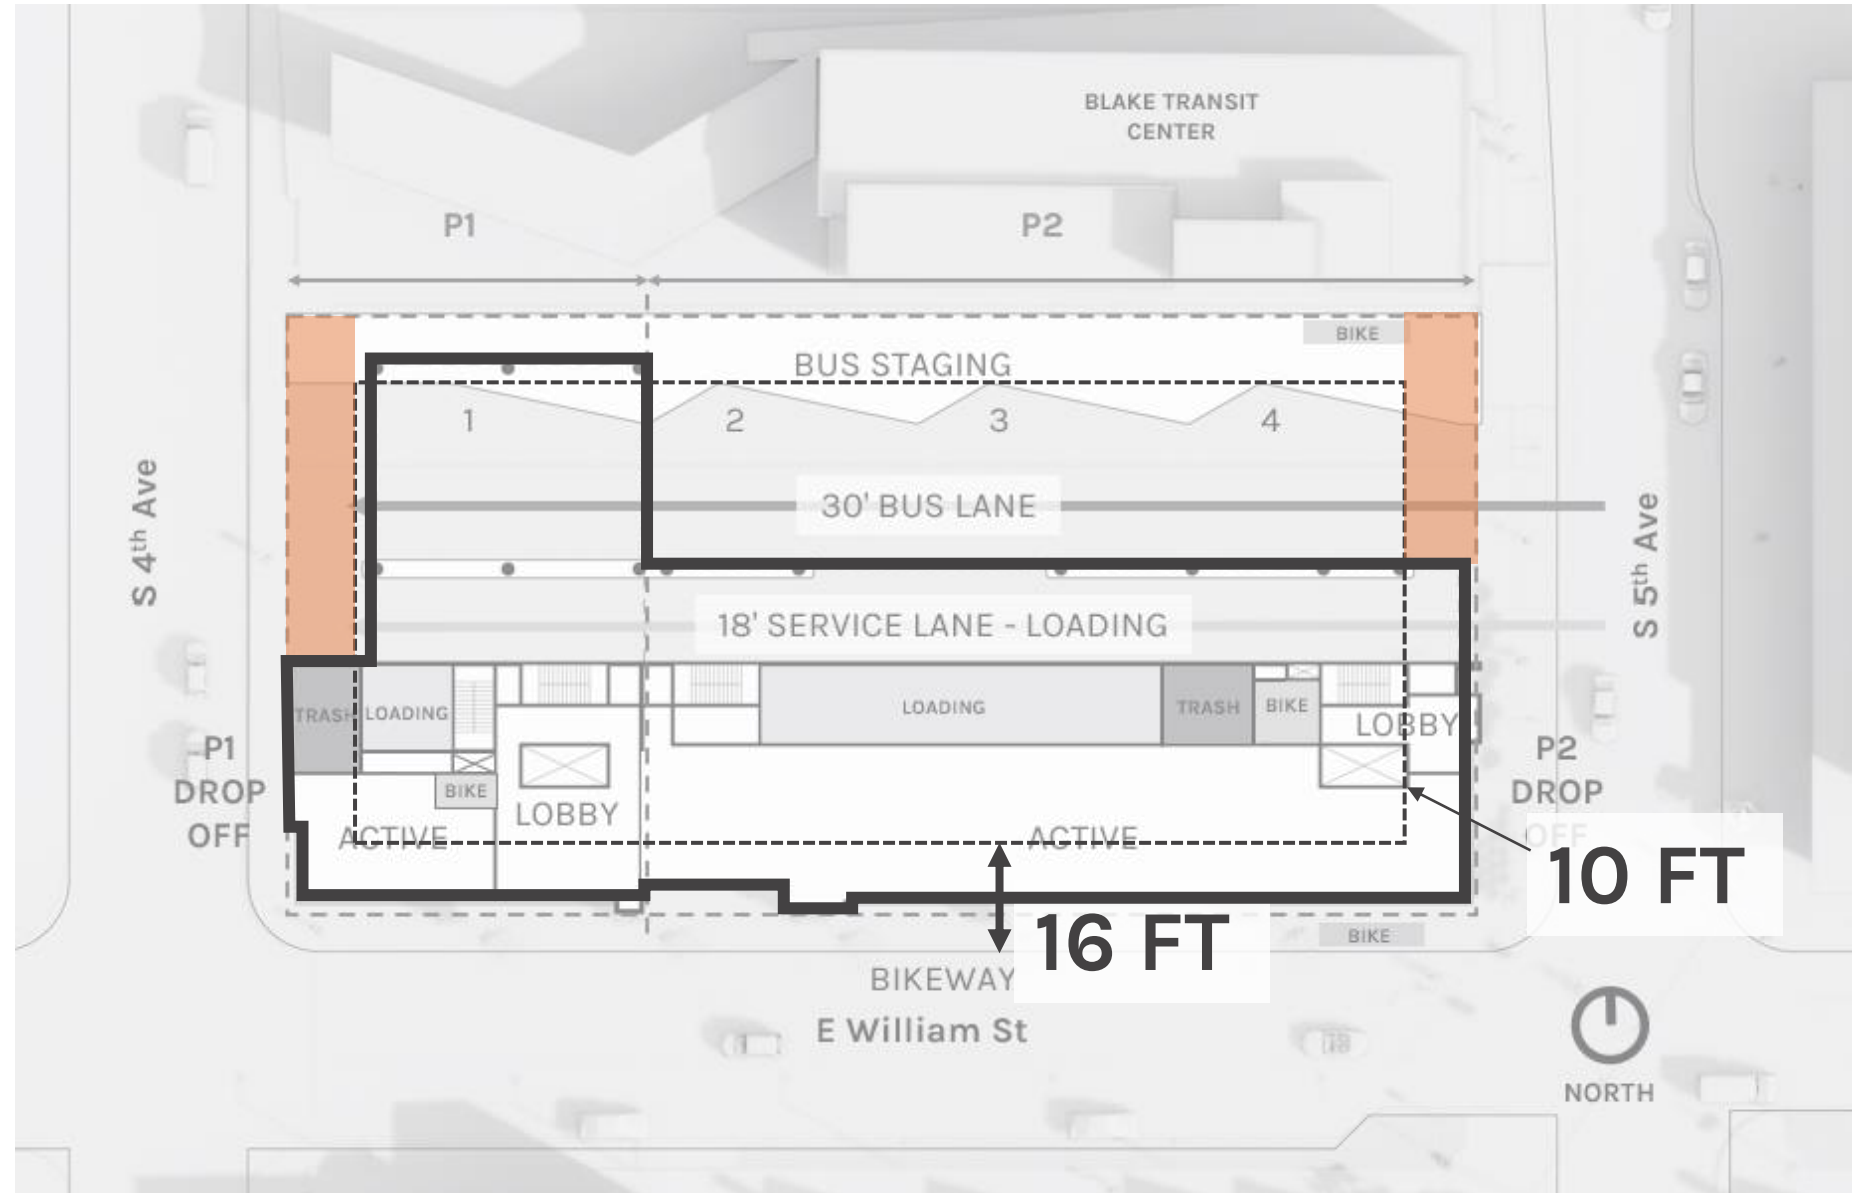 BLAKE TRANSIT
CENTER
P1
P2
BIKE
BUS STAGING
1
2
3
4
30' BUS LANE
S 4th Ave
S 5th Ave
18' SERVICE LANE - LOADING
TRASH
LOADING
LOADING
TRASH
BIKE
LOBBY
P1
DROP
OFF
BIKE
LOBBY
ACTIVE
ACTIVE
P2
DROP
OFF
10 FT
16 FT
BIKE
BIKEWAY
E William St
NORTH